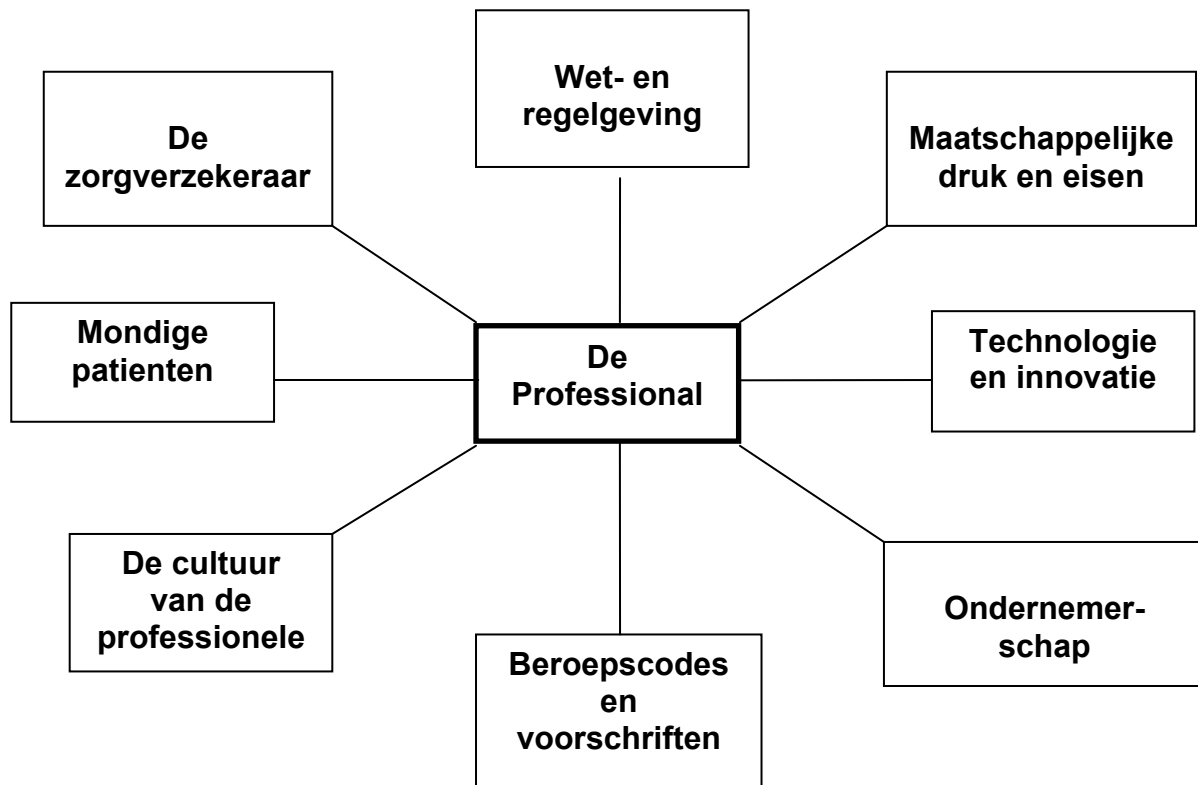 Wet- en
regelgeving
De
zorgverzekeraar
Maatschappelijke
druk en eisen
Mondige
patienten
De
Professional
Technologie
en innovatie
De cultuur
van de
professionele
Ondernemer-
schap
Beroepscodes
en
voorschriften